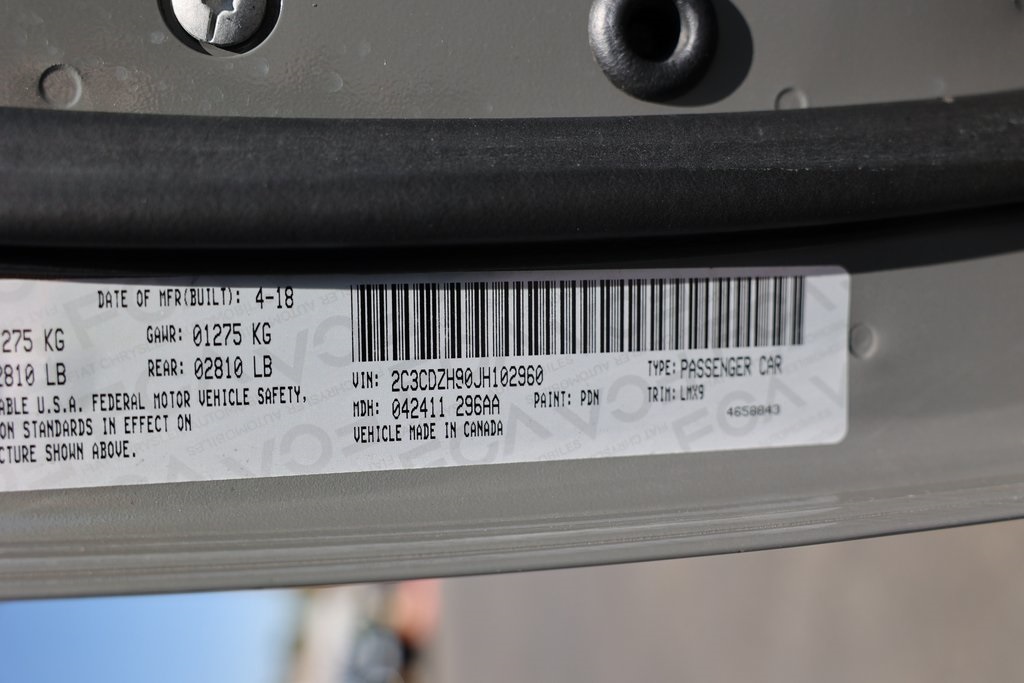 DATE OF MFR(BUILT): 4-18
275 KG GAWR: 01275 KG
2810 LB REAR: 02810 LB
ABLE U.S.A. FEDERAL MOTOR VEHICLE SAFETY,
ON STANDARDS IN EFFECT ON
CTURE SHOWN ABOVE.
VIN: 2C3CDZH90JH102960 TYPE: PASSENGER CAR
MDH: 042411 296AA PAINT: PDN TRIM: LMX9
VEHICLE MADE IN CANADA 4658843